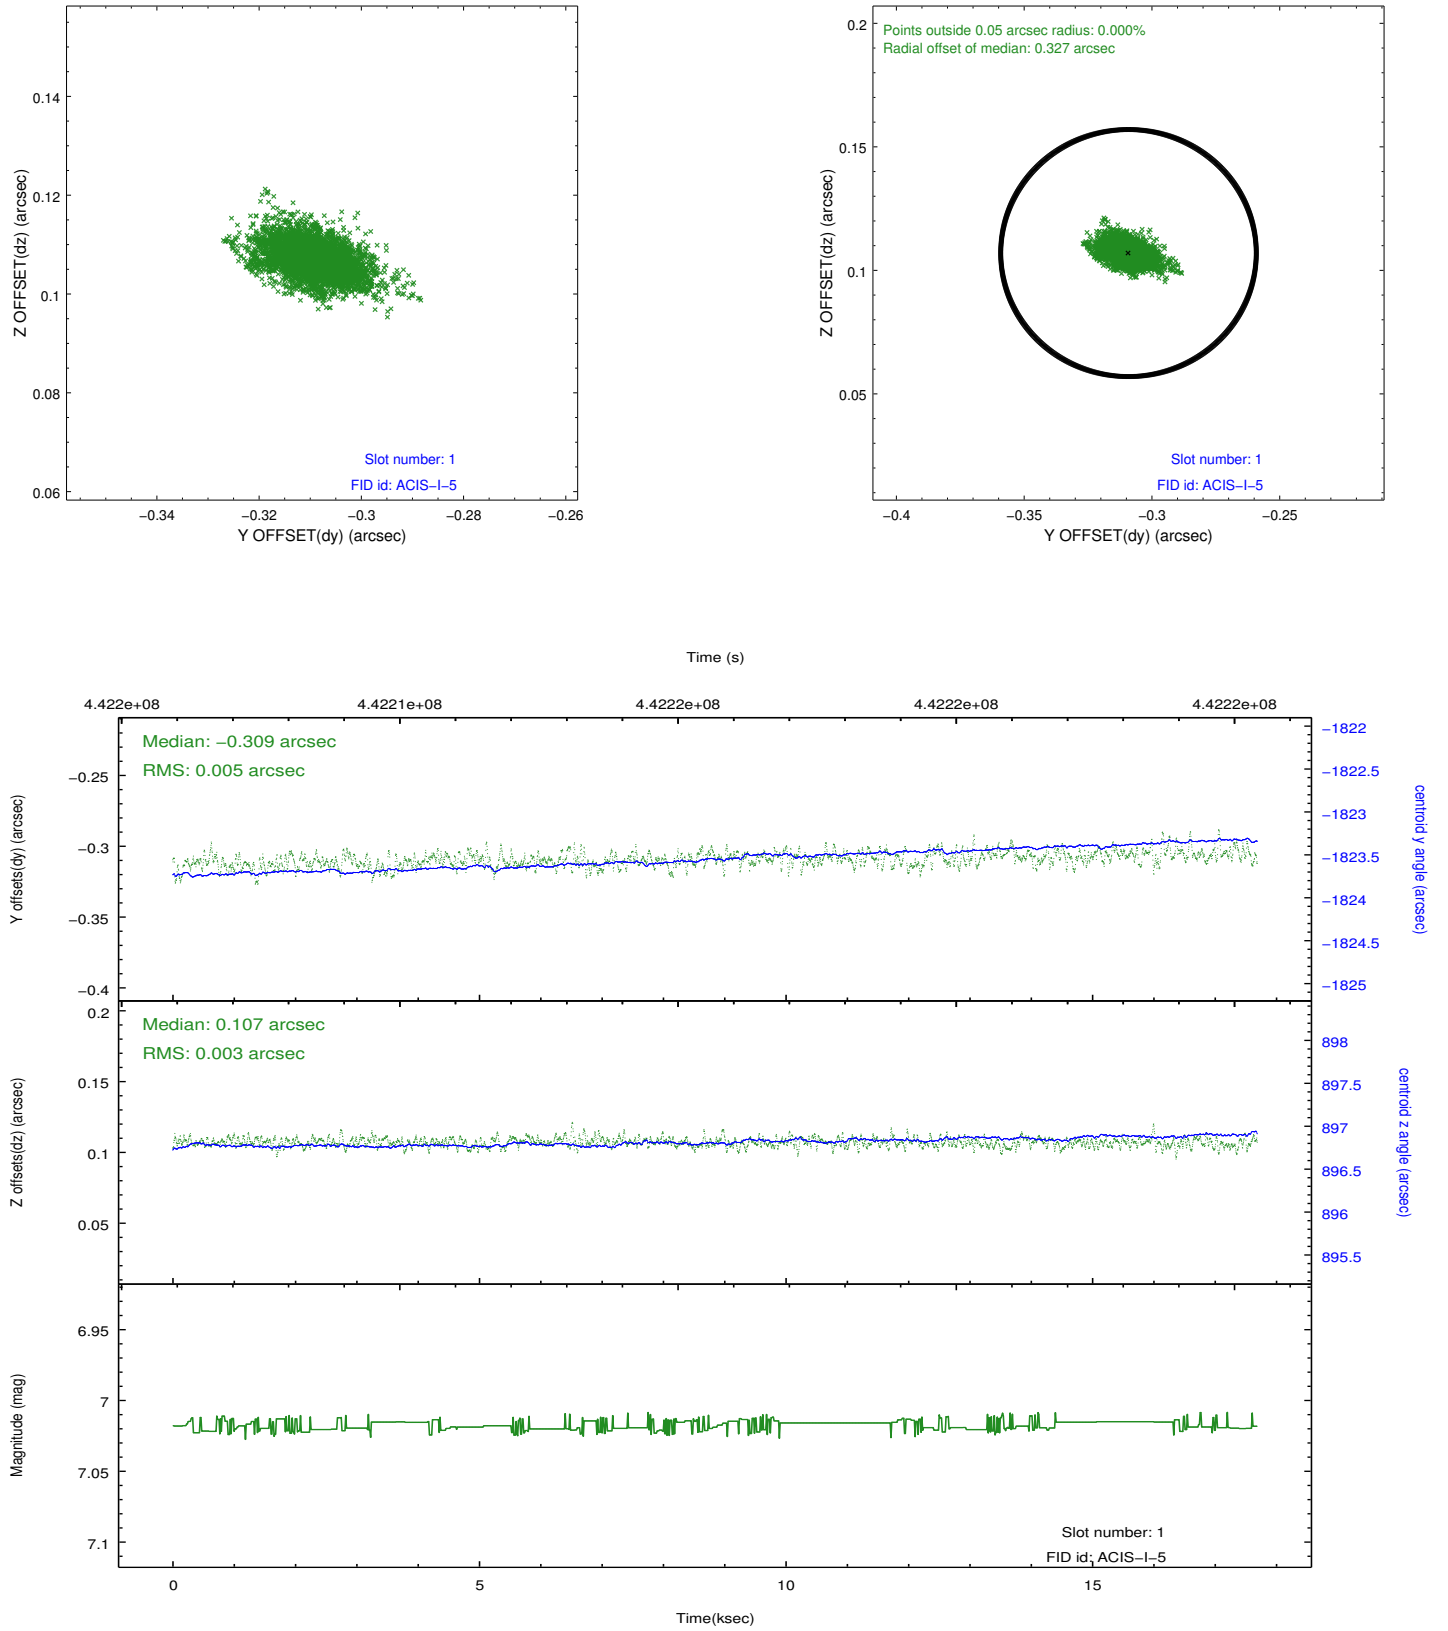 0.14
0.12
0.1
0.08
0.06
Z OFFSET(dz) (arcsec)
Slot number: 1
FID id: ACIS−I−5
−0.34
−0.32
−0.3
−0.28
−0.26
Y OFFSET(dy) (arcsec)
Points outside 0.05 arcsec radius: 0.000%
Radial offset of median: 0.327 arcsec
0.2
0.15
0.1
0.05
Z OFFSET(dz) (arcsec)
Slot number: 1
FID id: ACIS−I−5
−0.4
−0.35
−0.3
−0.25
Y OFFSET(dy) (arcsec)
Time (s)
4.422e+08
4.4221e+08
4.4222e+08
4.4222e+08
4.4222e+08
Median: −0.309 arcsec
RMS: 0.005 arcsec
−0.25
−0.3
−0.35
−0.4
Y offsets(dy) (arcsec)
−1822
−1822.5
−1823
−1823.5
−1824
−1824.5
−1825
centroid y angle (arcsec)
Median: 0.107 arcsec
RMS: 0.003 arcsec
0.2
0.15
0.1
0.05
Z offsets(dz) (arcsec)
898
897.5
897
896.5
896
895.5
centroid z angle (arcsec)
6.95
7
7.05
7.1
Magnitude (mag)
Slot number: 1
FID id: ACIS−I−5
0
5
10
15
Time(ksec)